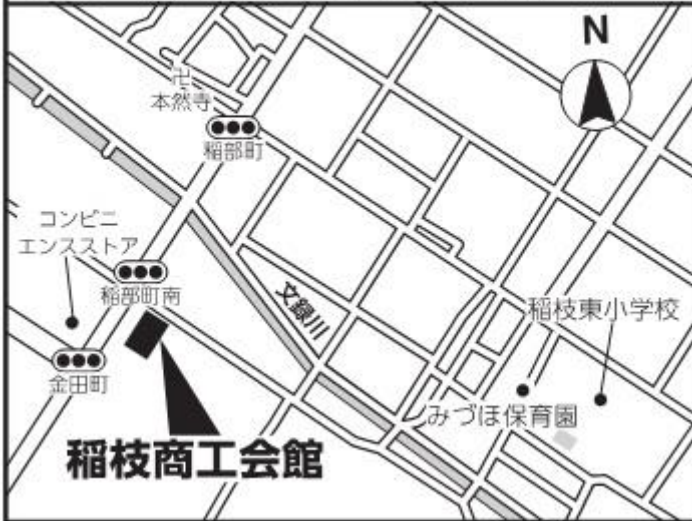 N
卍
本然寺
稲部町
コンビニ
エンスストア
稲部町南
文録川
稲枝東小学校
金田町
みづほ保育園
稲枝商工会館